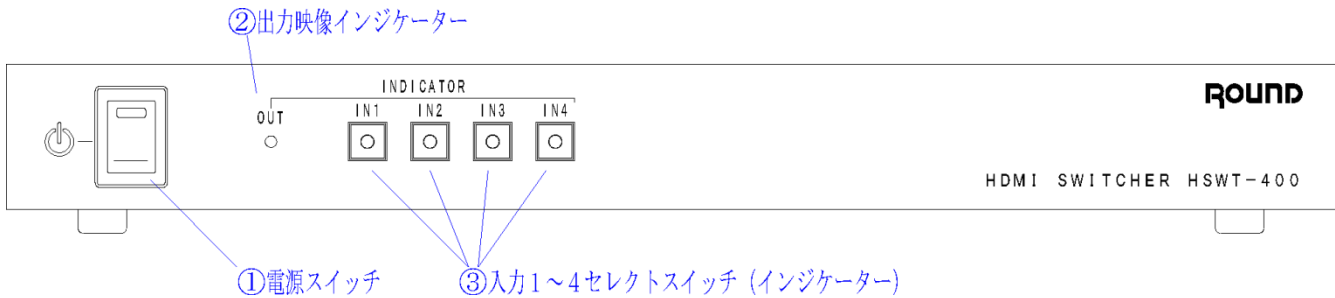 ②出力映像インジケーター
INDICATOR
OUT IN1 IN2 IN3 IN4
ROUND
HDMI SWITCHER HSWT-400
①電源スイッチ
③入力1~4セレクトスイッチ (インジケーター)